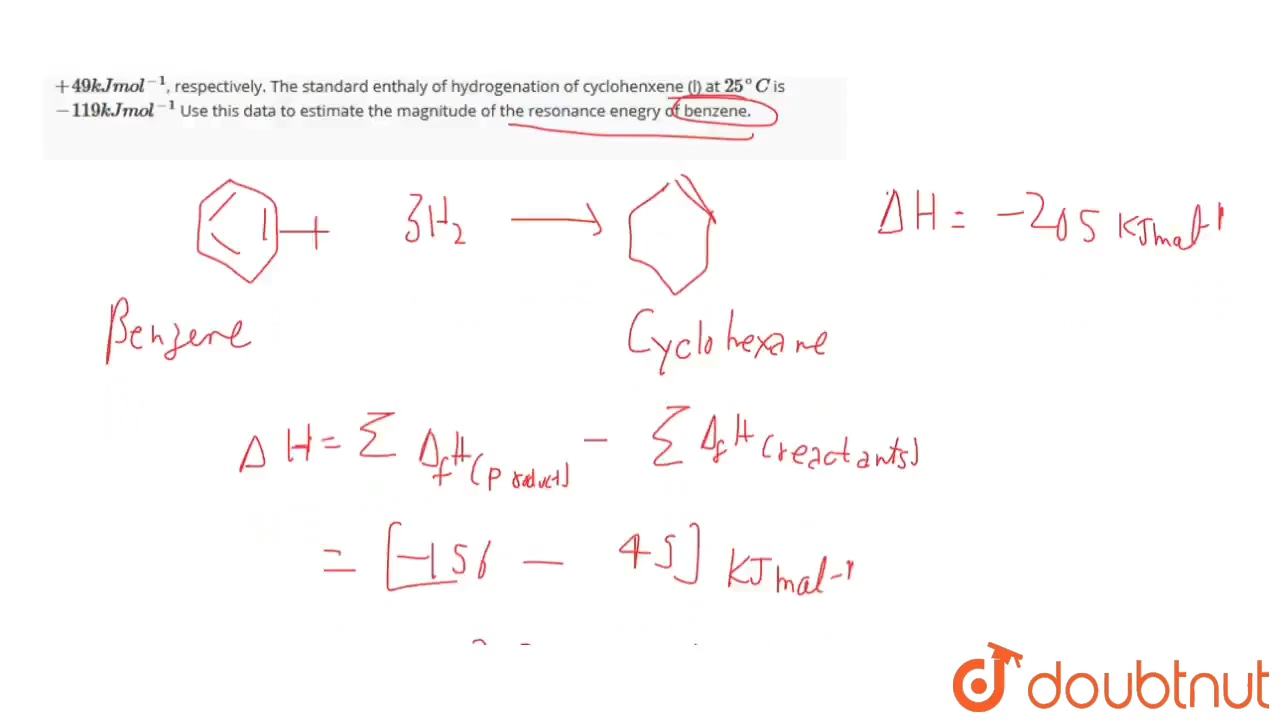 +49kJmol⁻¹, respectively. The standard enthaly of hydrogenation of cyclohenxene (l) at 25° C is
−119kJmol⁻¹ Use this data to estimate the magnitude of the resonance enegry of benzene.
+ 3H₂ → ΔH = -205 KJmol-1
Benzene Cyclohexane
ΔH = Σ ΔfH(product) - Σ ΔfH(reactants)
= [-156 - 45] KJmol-1
doubtnut